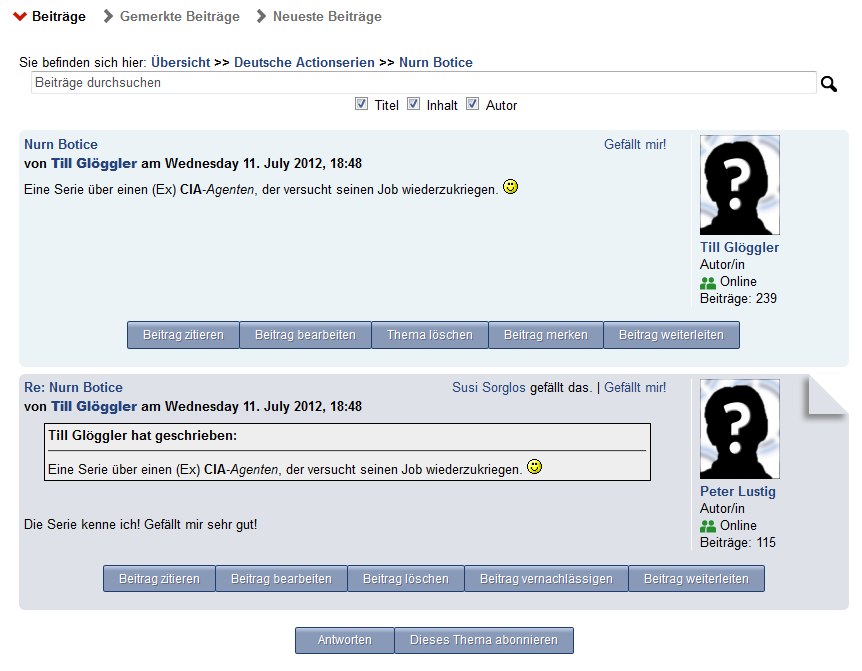 Beiträge Gemerkte Beiträge Neueste Beiträge
Sie befinden sich hier: Übersicht >> Deutsche Actionserien >> Nurn Botice
Beiträge durchsuchen
Titel Inhalt Autor
Nurn Botice Gefällt mir!
von Till Glöggler am Wednesday 11. July 2012, 18:48
Eine Serie über einen (Ex) CIA-Agenten, der versucht seinen Job wiederzukriegen.
Till Glöggler
Autor/in
Online
Beiträge: 239
Beitrag zitieren Beitrag bearbeiten Thema löschen Beitrag merken Beitrag weiterleiten
Re: Nurn Botice Susi Sorglos gefällt das. | Gefällt mir!
von Till Glöggler am Wednesday 11. July 2012, 18:48
Till Glöggler hat geschrieben:
Eine Serie über einen (Ex) CIA-Agenten, der versucht seinen Job wiederzukriegen.
Die Serie kenne ich! Gefällt mir sehr gut!
Peter Lustig
Autor/in
Online
Beiträge: 115
Beitrag zitieren Beitrag bearbeiten Beitrag löschen Beitrag vernachlässigen Beitrag weiterleiten
Antworten Dieses Thema abonnieren